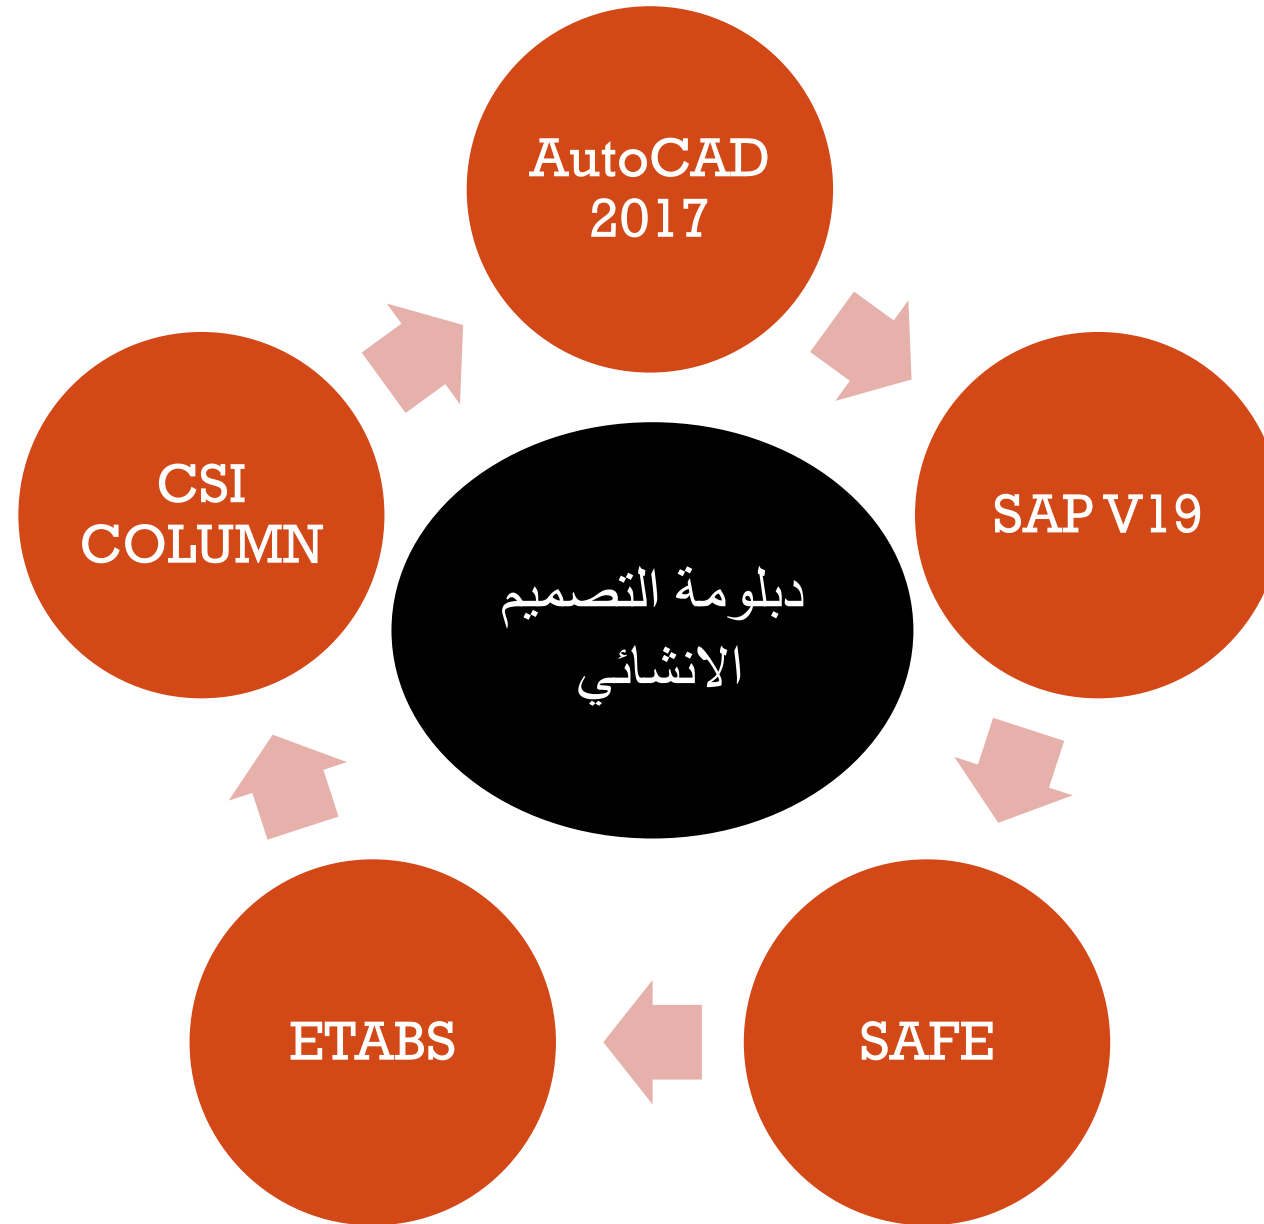 AutoCAD
2017
SAP V19
SAFE
ETABS
CSI
COLUMN
دبلومة التصميم
الانشائي